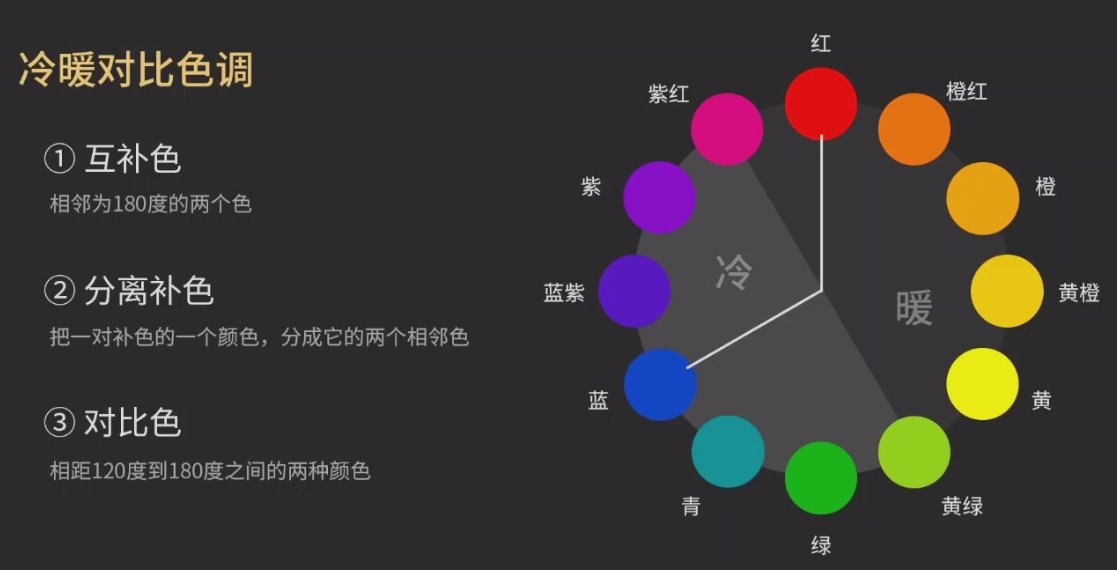 冷暖对比色调
① 互补色
相邻为180度的两个色
② 分离补色
把一对补色的一个颜色，分成它的两个相邻色
③ 对比色
相距120度到180度之间的两种颜色
红
橙红
橙
黄橙
黄
黄绿
绿
青
蓝
蓝紫
紫
紫红
冷
暖